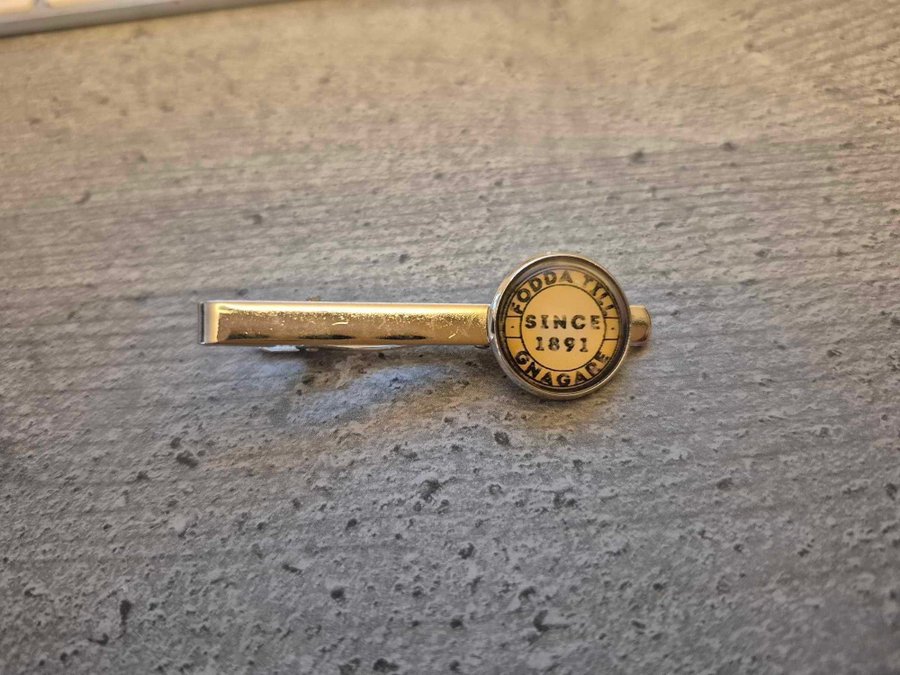 FÖDDA TILL
SINCE
1891
GNAGARE